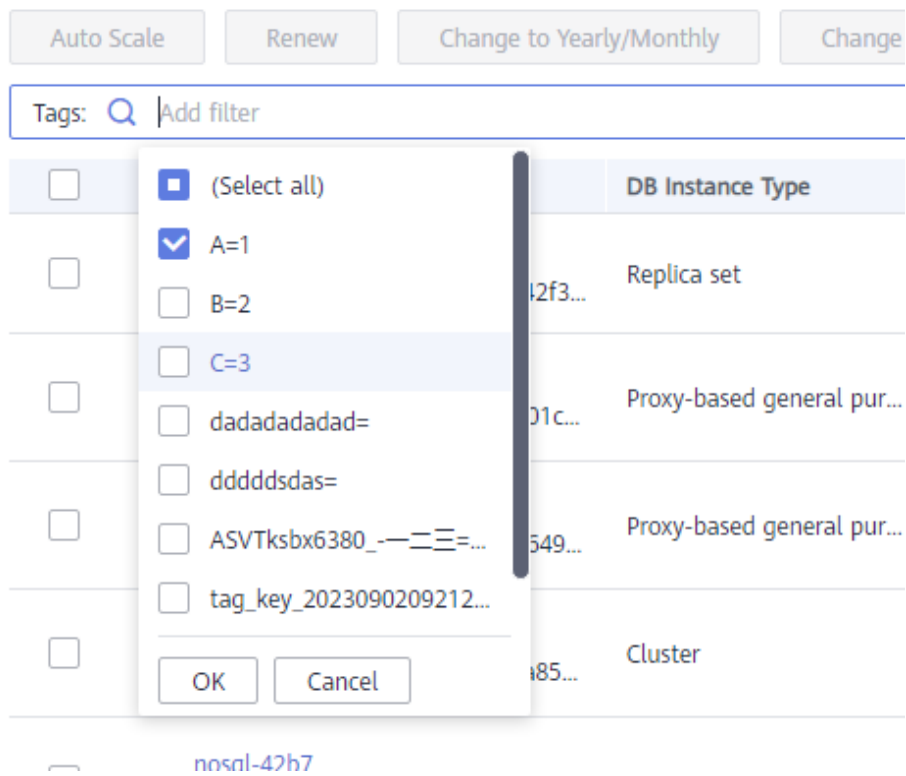 Auto Scale
Renew
Change to Yearly/Monthly
Change
Tags:
Add filter
(Select all)
DB Instance Type
A=1
B=2
42f3...
Replica set
C=3
dadadadadad=
01c...
Proxy-based general pur...
dddddsdas=
ASVTksbx6380_-一二三=...
549...
Proxy-based general pur...
tag_key_2023090209212...
OK
Cancel
a85...
Cluster
nosql-42b7